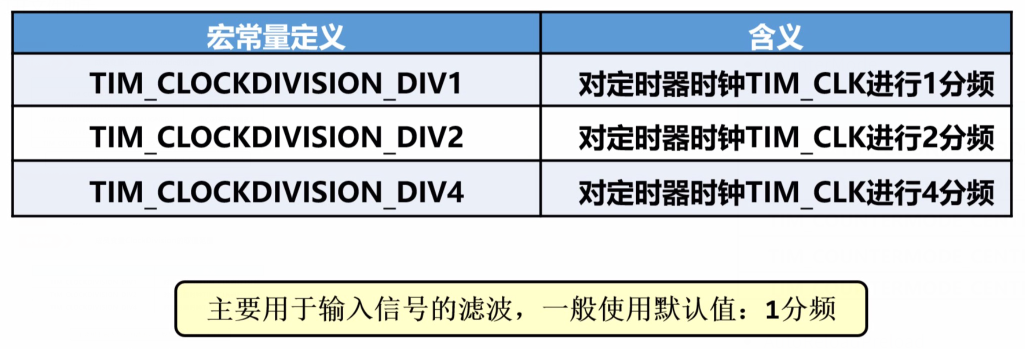 宏常量定义 含义
TIM_CLOCKDIVISION_DIV1 对定时器时钟TIM_CLK进行1分频
TIM_CLOCKDIVISION_DIV2 对定时器时钟TIM_CLK进行2分频
TIM_CLOCKDIVISION_DIV4 对定时器时钟TIM_CLK进行4分频
主要用于输入信号的滤波，一般使用默认值：1分频